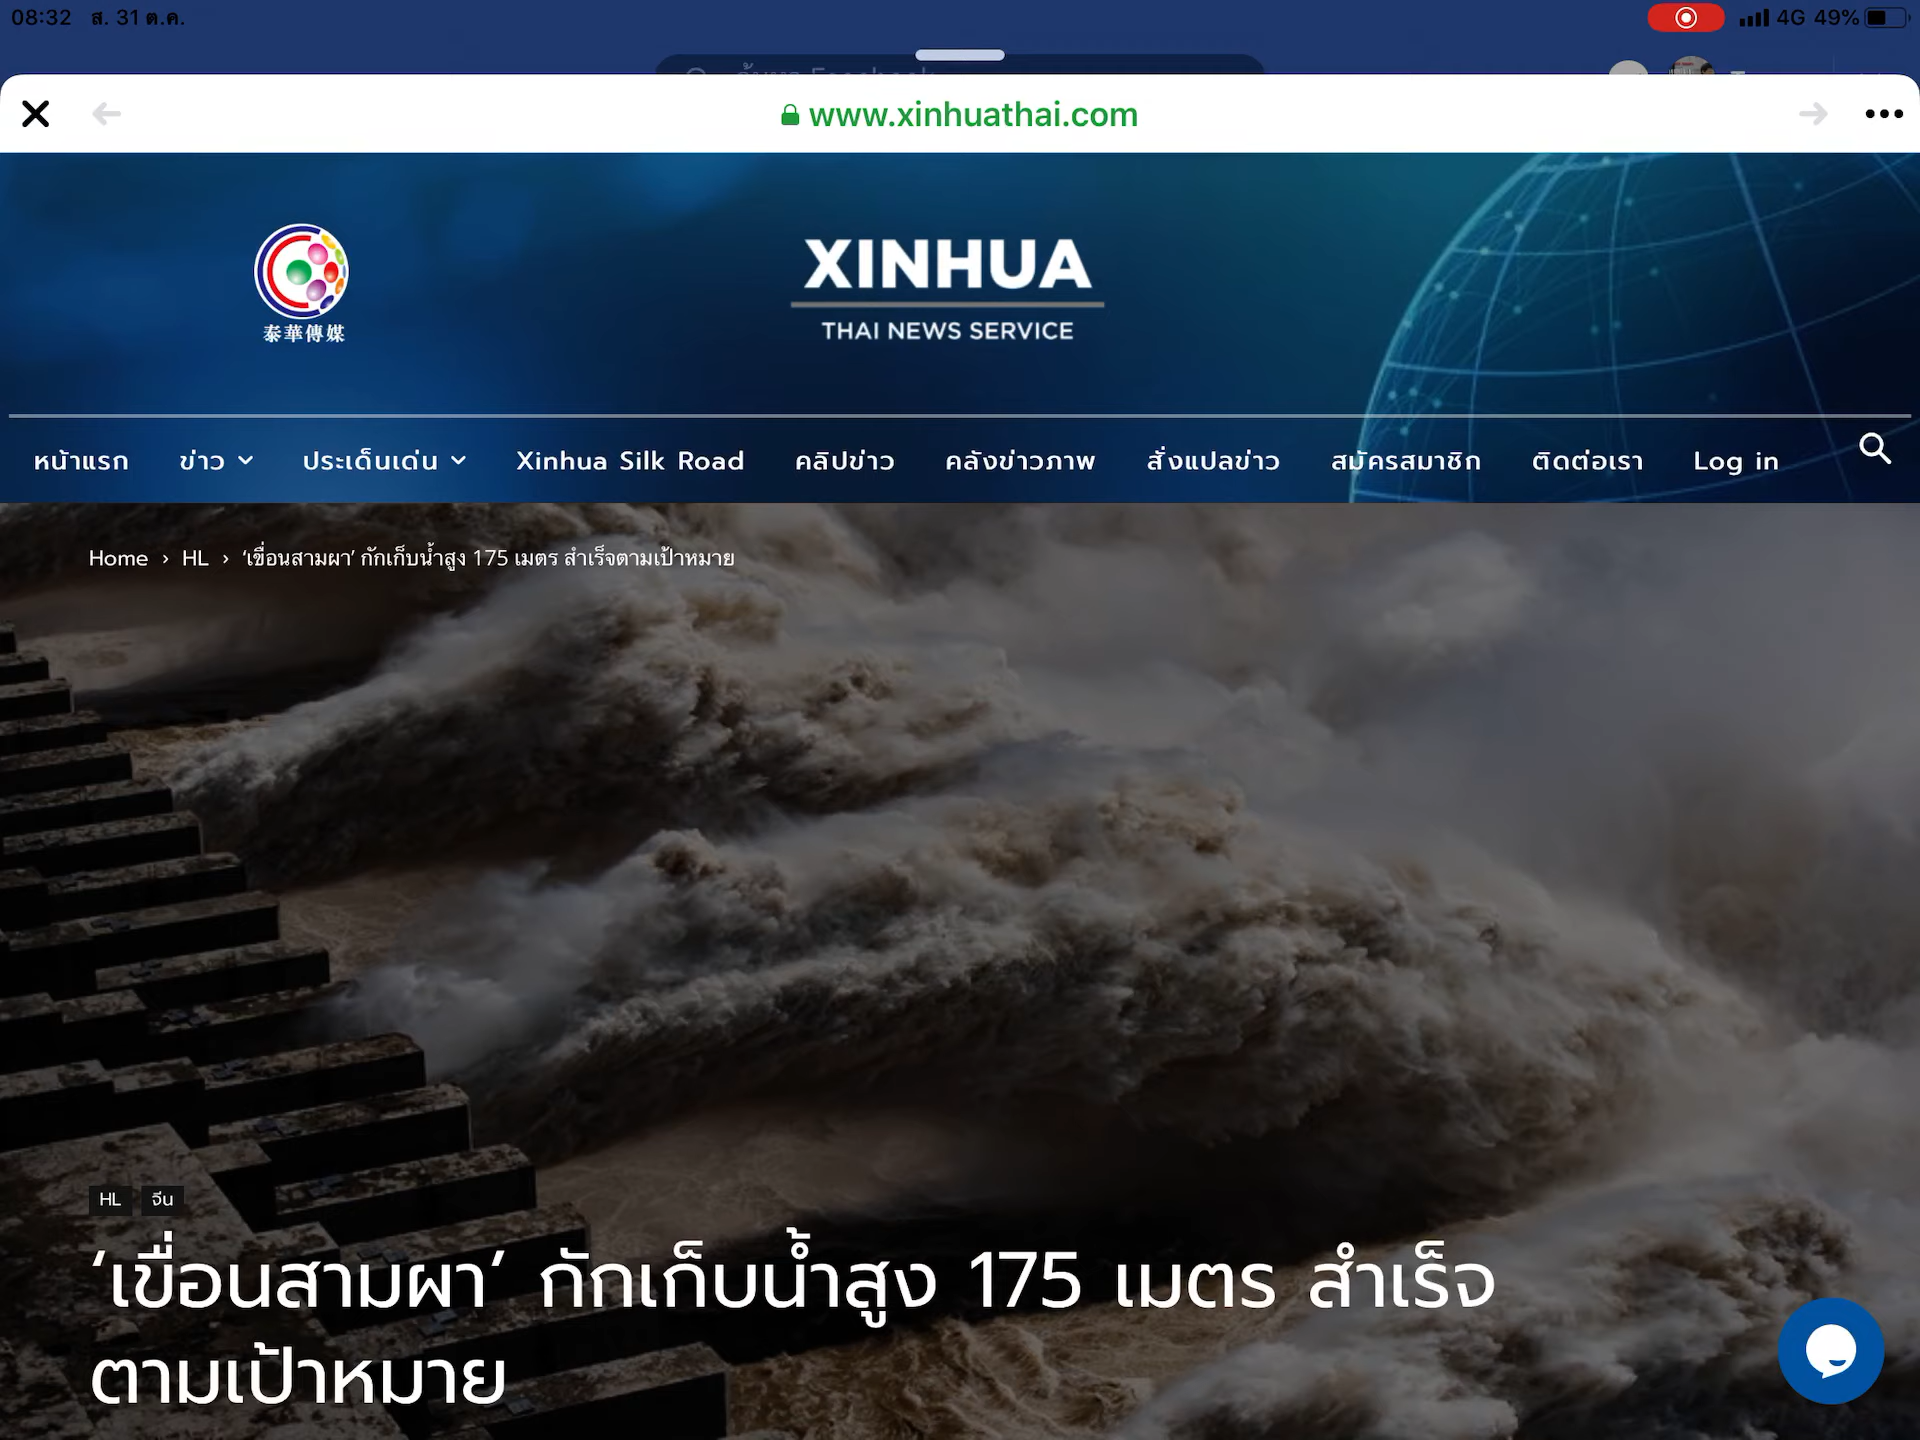 08:32 ส. 31 ต.ค.
4G 49%
www.xinhuathai.com
泰華傳媒
XINHUA
THAI NEWS SERVICE
หน้าแรก ข่าว ประเด็นเด่น Xinhua Silk Road คลิปข่าว คลังข่าวภาพ สั่งแปลข่าว สมัครสมาชิก ติดต่อเรา Log in
Home › HL › ‘เขื่อนสามผา’ กักเก็บน้ำสูง 175 เมตร สำเร็จตามเป้าหมาย
HL จีน
‘เขื่อนสามผา’ กักเก็บน้ำสูง 175 เมตร สำเร็จ
ตามเป้าหมาย